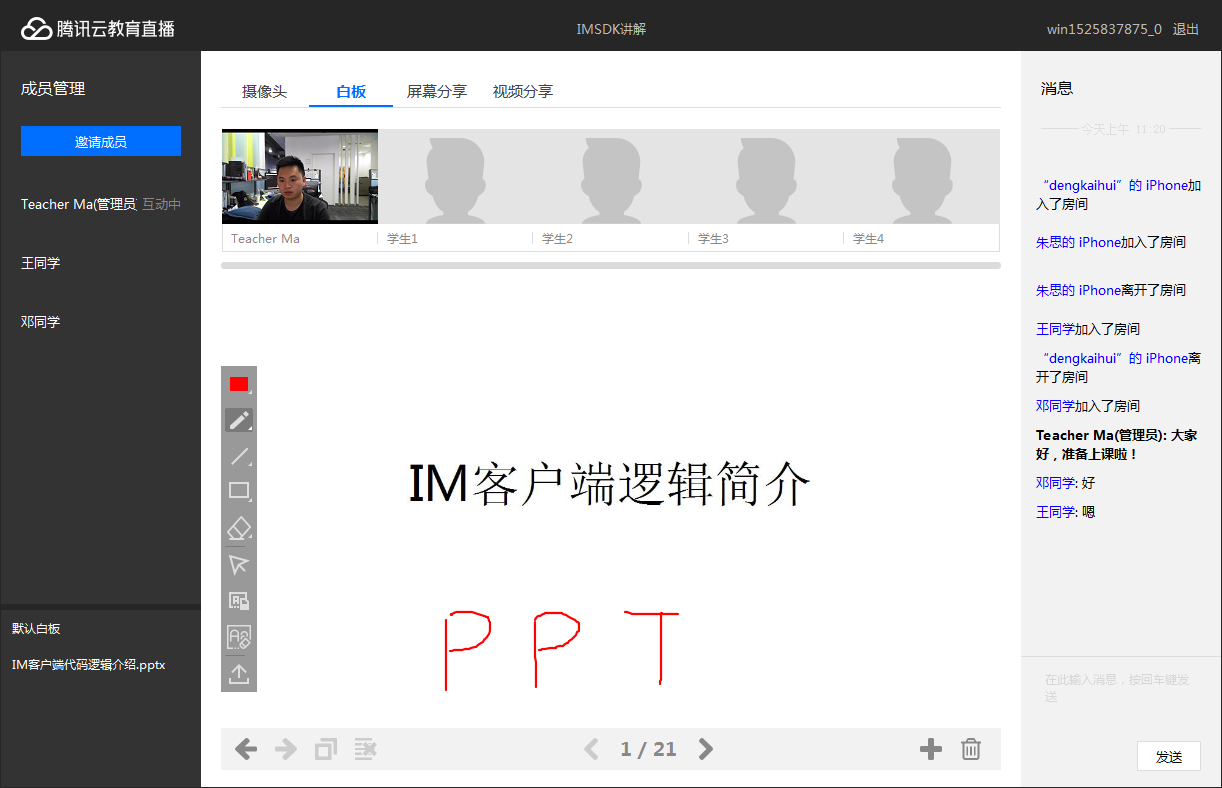 腾讯云教育直播
IMSDK讲解
win1525837875_0 退出
成员管理
邀请成员
Teacher Ma(管理员 互动中
王同学
邓同学
默认白板
IM客户端代码逻辑介绍.pptx
摄像头 白板 屏幕分享 视频分享
Teacher Ma 学生1 学生2 学生3 学生4
IM客户端逻辑简介
PPT
1 / 21
消息
今天上午 11:20
“dengkaihui”的 iPhone加
入了房间
朱思的 iPhone加入了房间
朱思的 iPhone离开了房间
王同学加入了房间
“dengkaihui”的 iPhone离
开了房间
邓同学加入了房间
Teacher Ma(管理员): 大家
好，准备上课啦！
邓同学: 好
王同学: 嗯
在此输入消息，按回车键发
送
发送